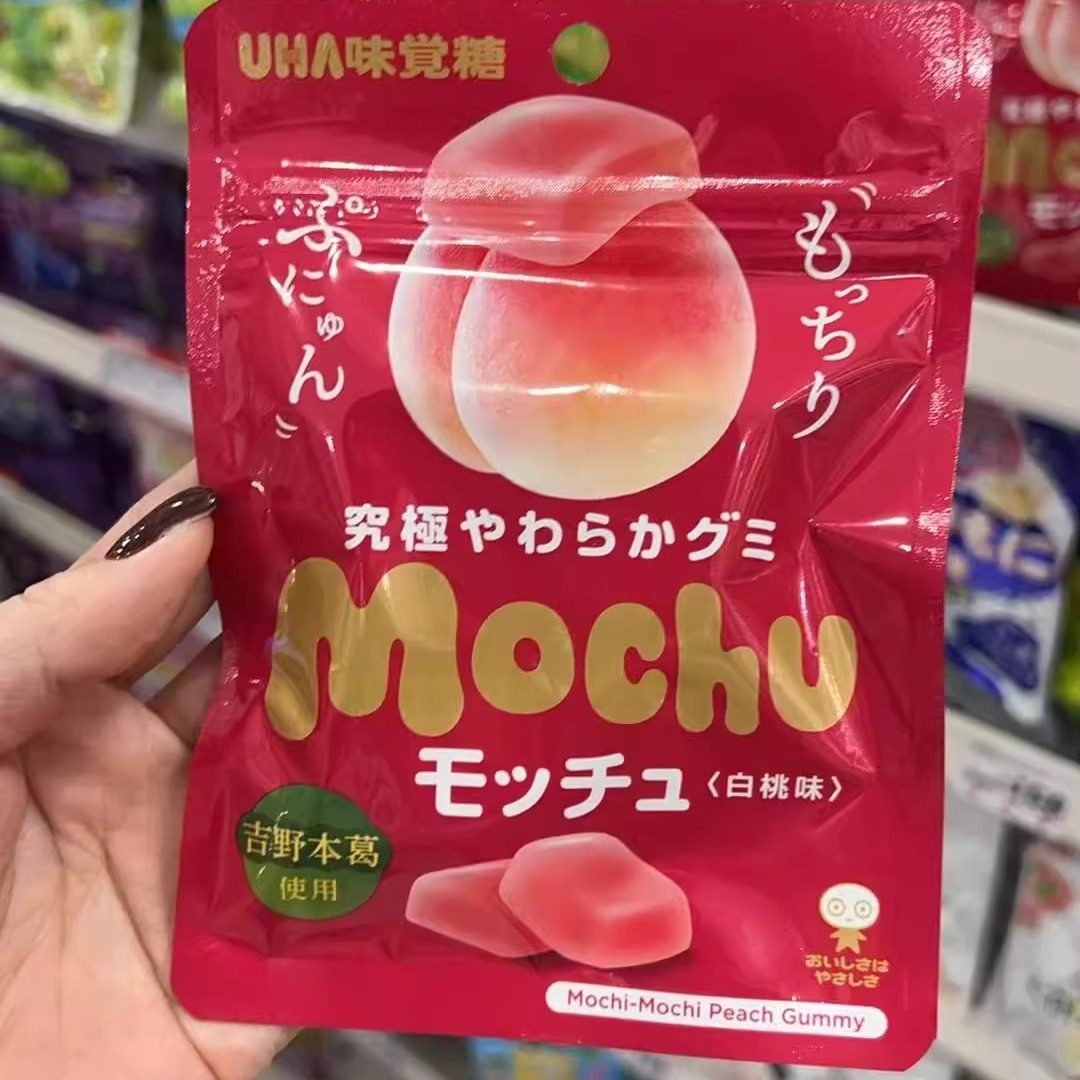 UHA味覚糖
もっちり
ぷにゅん
究極やわらかグミ
Mochu
モッチュ〈白桃味〉
吉野本葛
使用
おいしさは
やさしさ
Mochi-Mochi Peach Gummy